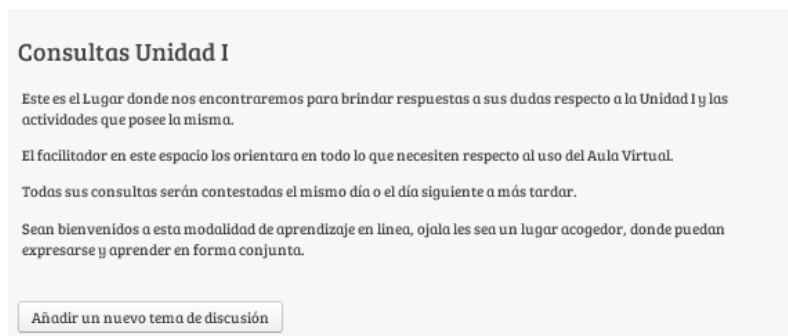 Consultas Unidad I
Este es el Lugar donde nos encontraremos para brindar respuestas a sus dudas respecto a la Unidad I y las
actividades que posee la misma.
El facilitador en este espacio los orientara en todo lo que necesiten respecto al uso del Aula Virtual.
Todas sus consultas serán contestadas el mismo día o el día siguiente a más tardar.
Sean bienvenidos a esta modalidad de aprendizaje en linea, ojala les sea un lugar acogedor, donde puedan
expresarse y aprender en forma conjunta.
Añadir un nuevo tema de discusión